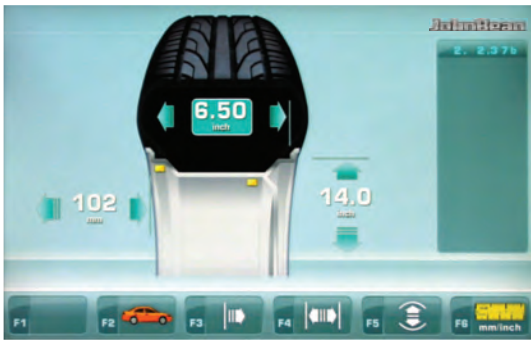 JohnBean
2. 2.37b
6.50
inch
102
mm
14.0
inch
F1
F2
F3
F4
F5
F6
mm/inch